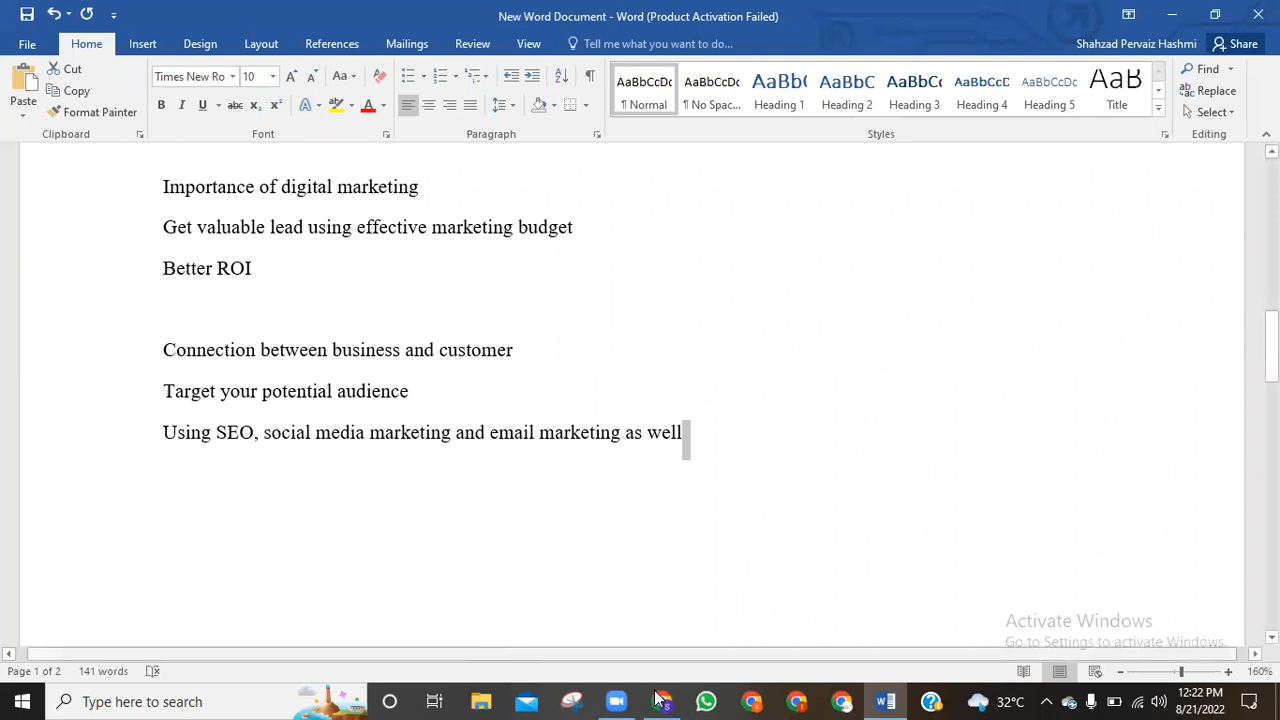 New Word Document - Word (Product Activation Failed)
File Home Insert Design Layout References Mailings Review View Tell me what you want to do... Shahzad Pervaiz Hashmi Share
Paste Cut Copy Format Painter
Clipboard
Times New Ro 10
Font
Paragraph
AaBbCcDc AaBbCcDc AaBbC AaBbC AaBbCc AaBbCcD AaBbCcDc AaB
¶ Normal ¶ No Spac... Heading 1 Heading 2 Heading 3 Heading 4 Heading 5 Title
Styles
Find
Replace
Select
Editing
Importance of digital marketing
Get valuable lead using effective marketing budget
Better ROI
Connection between business and customer
Target your potential audience
Using SEO, social media marketing and email marketing as well
Activate Windows
Go to Settings to activate Windows.
Page 1 of 2 141 words 160%
Type here to search 32°C 12:22 PM
8/21/2022